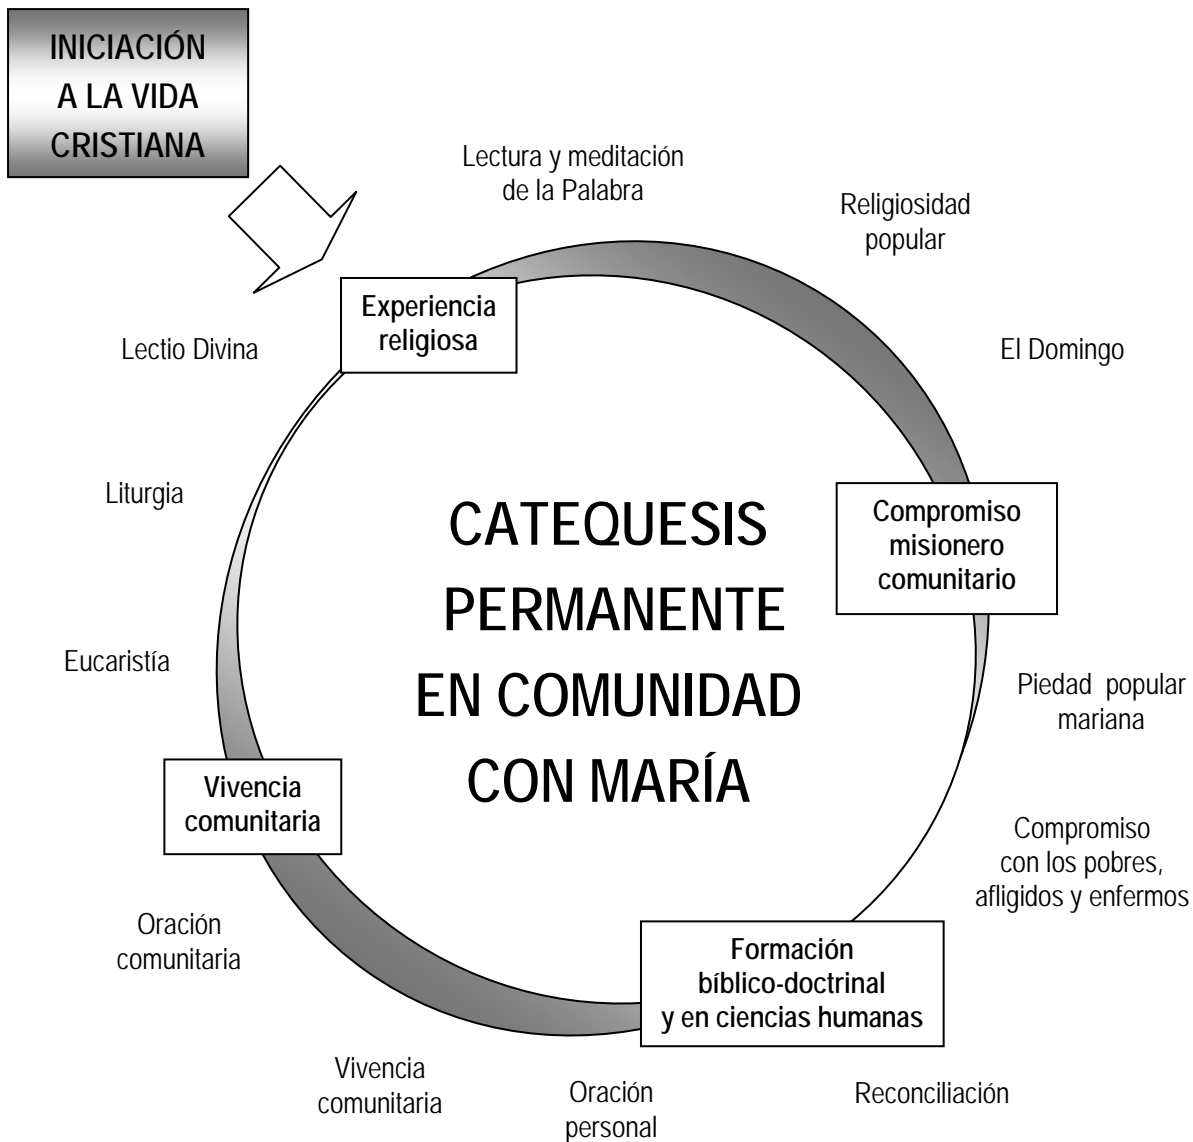 INICIACIÓN
A LA VIDA
CRISTIANA
Lectura y meditación
de la Palabra
Religiosidad
popular
Experiencia
religiosa
Lectio Divina
El Domingo
Liturgia
Compromiso
misionero
comunitario
CATEQUESIS
PERMANENTE
EN COMUNIDAD
CON MARÍA
Eucaristía
Piedad popular
mariana
Vivencia
comunitaria
Compromiso
con los pobres,
afligidos y enfermos
Oración
comunitaria
Formación
bíblico-doctrinal
y en ciencias humanas
Vivencia
comunitaria
Oración
personal
Reconciliación